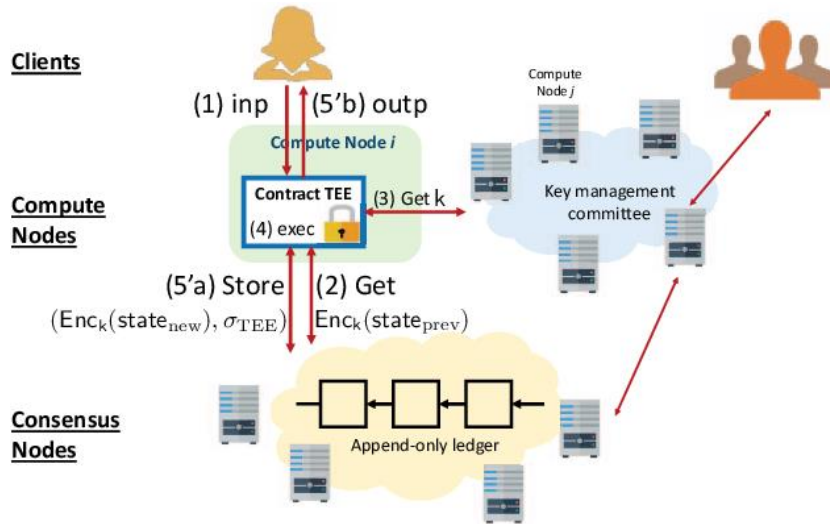 Clients
(1) inp
(5'b) outp
Compute
Node j
Compute Node i
Contract TEE
(4) exec
(3) Get k
Key management
committee
Compute
Nodes
(5'a) Store
(2) Get
(Enc_k(state_new), σ_TEE)
Enc_k(state_prev)
Consensus
Nodes
Append-only ledger